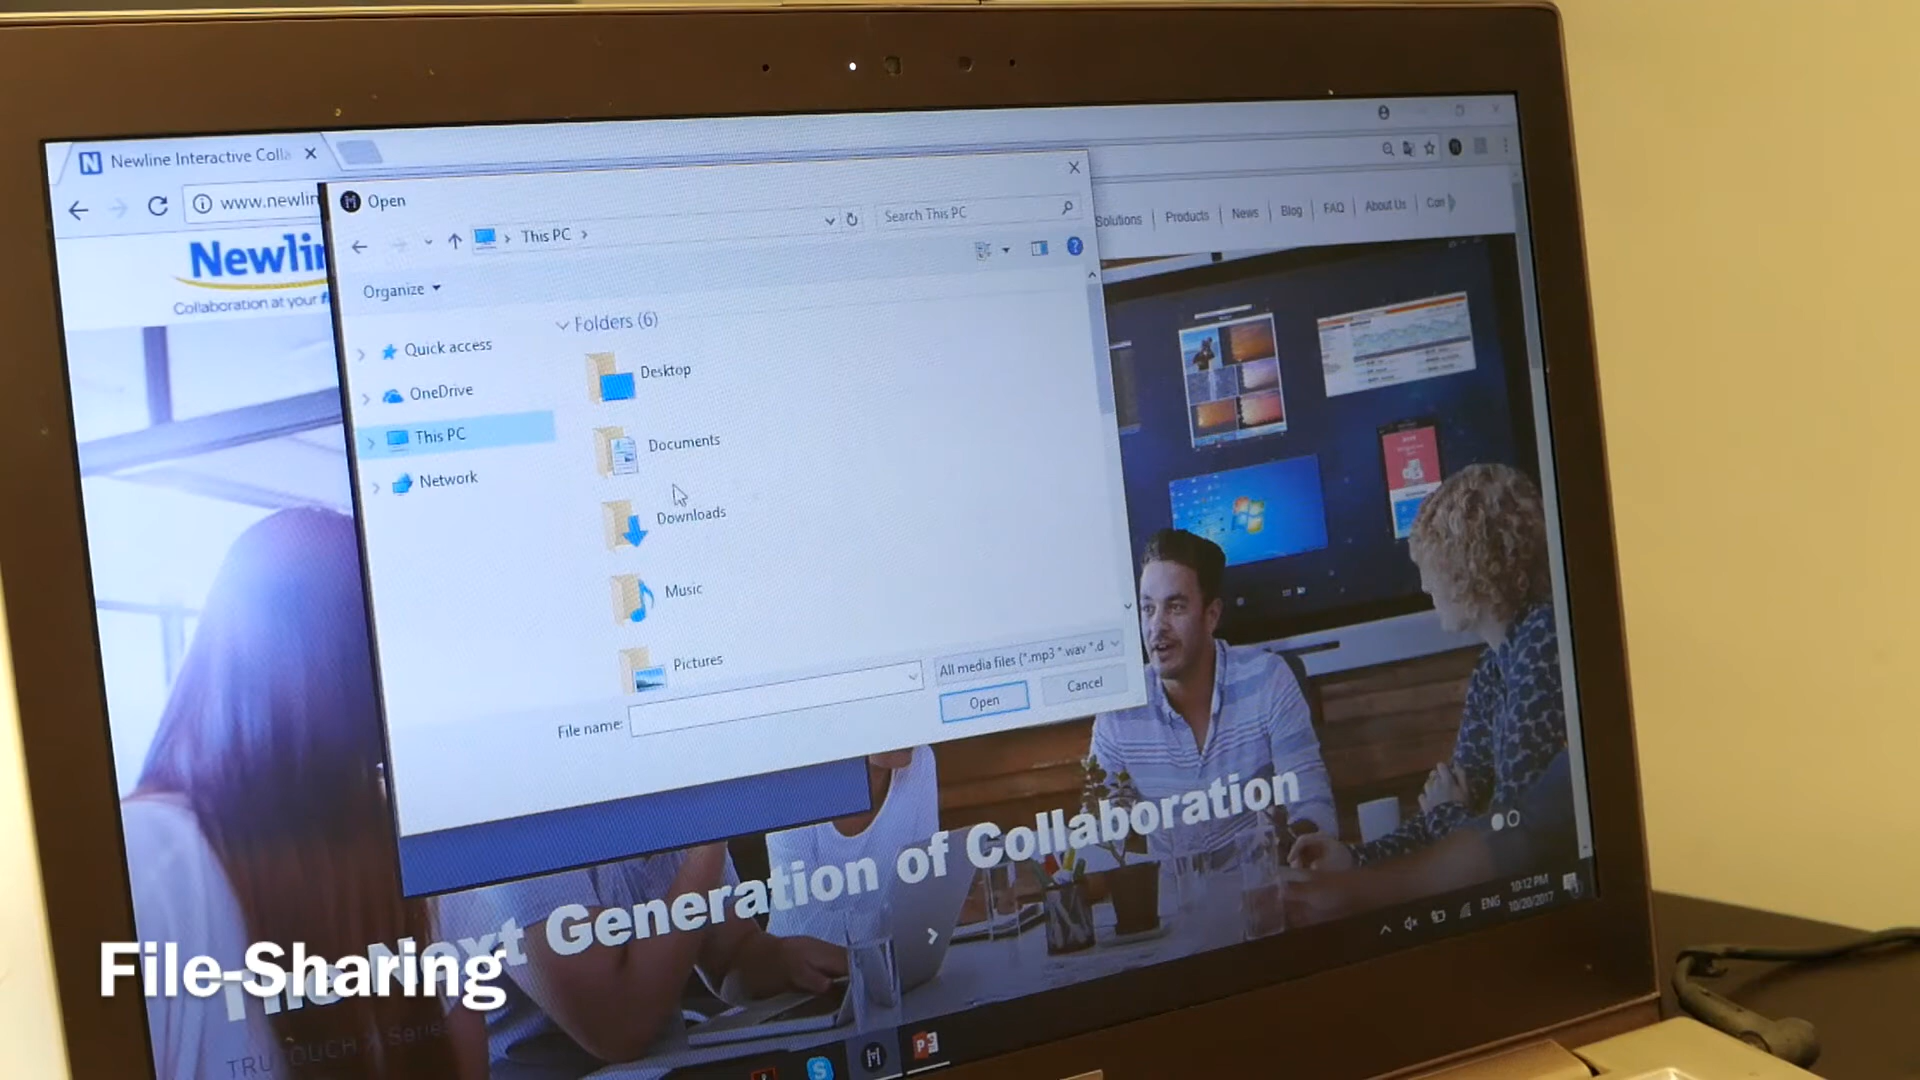 Newline Interactive Colla
www.newlin
Newlin
Collaboration at your f
Solutions
Products
News
Blog
FAQ
About Us
Con
Open
This PC
Search This PC
Organize
Quick access
OneDrive
This PC
Network
Folders (6)
Desktop
Documents
Downloads
Music
Pictures
File name:
All media files (*.mp3 *.wav *.d
Open
Cancel
The Next Generation of Collaboration
TRUTOUCH X Series
ENG
10:12 PM
10/20/2017
File-Sharing